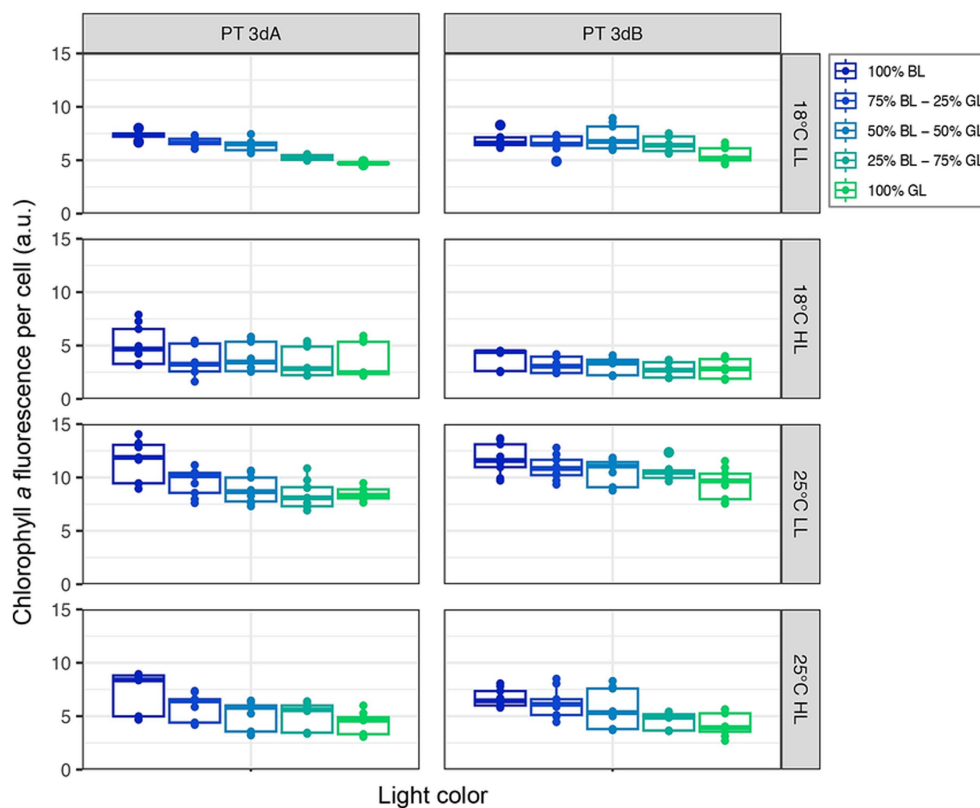 PT 3dA
PT 3dB
15
10
5
0
18°C LL
100% BL
75% BL – 25% GL
50% BL – 50% GL
25% BL – 75% GL
100% GL
15
10
5
0
18°C HL
Chlorophyll a fluorescence per cell (a.u.)
15
10
5
0
25°C LL
15
10
5
0
25°C HL
Light color